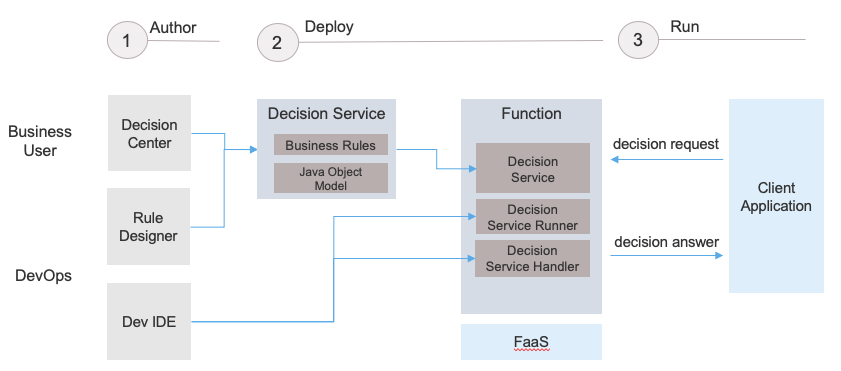 1
Author
2
Deploy
3
Run
Business
User
DevOps
Decision
Center
Rule
Designer
Dev IDE
Decision Service
Business Rules
Java Object
Model
Function
Decision
Service
Decision
Service Runner
Decision
Service Handler
FaaS
decision request
decision answer
Client
Application